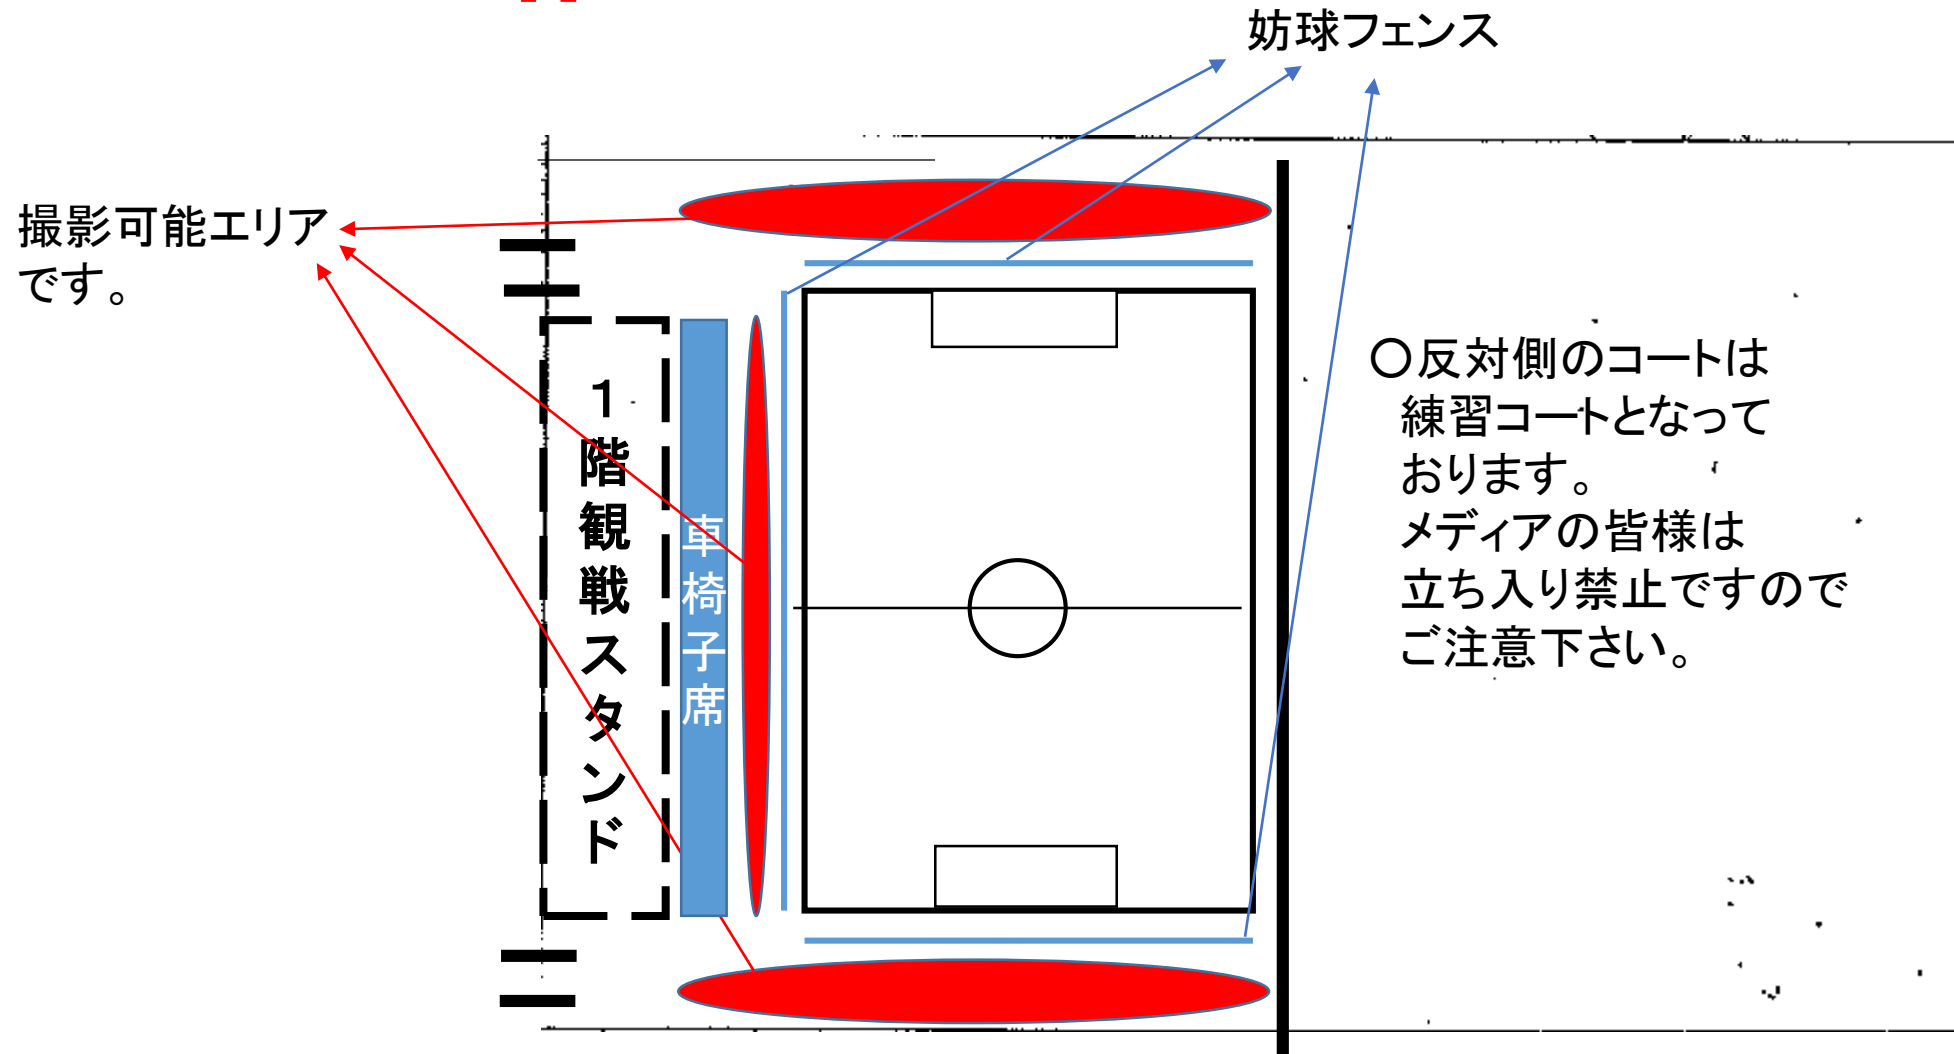 妨球フェンス
撮影可能エリア
です。
１階観戦スタンド
車椅子席
〇反対側のコートは
練習コートとなって
おります。
メディアの皆様は
立ち入り禁止ですので
ご注意下さい。